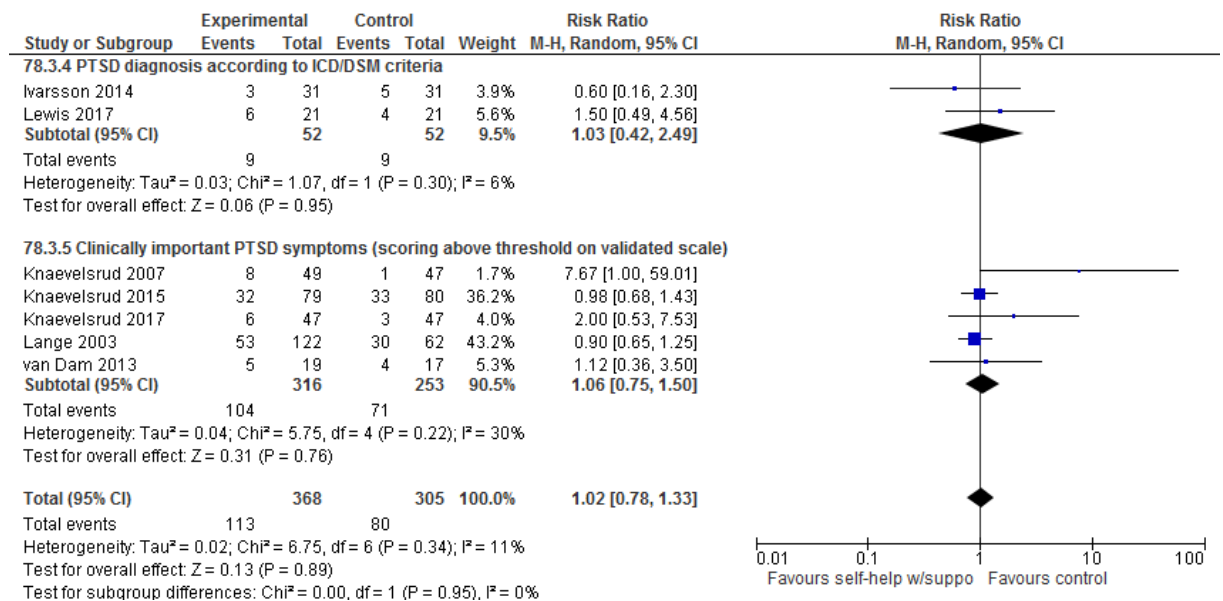 Experimental Control Risk Ratio Risk Ratio
Study or Subgroup Events Total Events Total Weight M-H, Random, 95% CI M-H, Random, 95% CI
78.3.4 PTSD diagnosis according to ICD/DSM criteria
Ivarsson 2014 3 31 5 31 3.9% 0.60 [0.16, 2.30]
Lewis 2017 6 21 4 21 5.6% 1.50 [0.49, 4.56]
Subtotal (95% CI) 52 52 9.5% 1.03 [0.42, 2.49]
Total events 9 9
Heterogeneity: Tau² = 0.03; Chi² = 1.07, df = 1 (P = 0.30); I² = 6%
Test for overall effect: Z = 0.06 (P = 0.95)
78.3.5 Clinically important PTSD symptoms (scoring above threshold on validated scale)
Knaevelsrud 2007 8 49 1 47 1.7% 7.67 [1.00, 59.01]
Knaevelsrud 2015 32 79 33 80 36.2% 0.98 [0.68, 1.43]
Knaevelsrud 2017 6 47 3 47 4.0% 2.00 [0.53, 7.53]
Lange 2003 53 122 30 62 43.2% 0.90 [0.65, 1.25]
van Dam 2013 5 19 4 17 5.3% 1.12 [0.36, 3.50]
Subtotal (95% CI) 316 253 90.5% 1.06 [0.75, 1.50]
Total events 104 71
Heterogeneity: Tau² = 0.04; Chi² = 5.75, df = 4 (P = 0.22); I² = 30%
Test for overall effect: Z = 0.31 (P = 0.76)
Total (95% CI) 368 305 100.0% 1.02 [0.78, 1.33]
Total events 113 80
Heterogeneity: Tau² = 0.02; Chi² = 6.75, df = 6 (P = 0.34); I² = 11%
Test for overall effect: Z = 0.13 (P = 0.89)
Test for subgroup differences: Chi² = 0.00, df = 1 (P = 0.95), I² = 0%
0.01 0.1 1 10 100
Favours self-help w/suppo Favours control